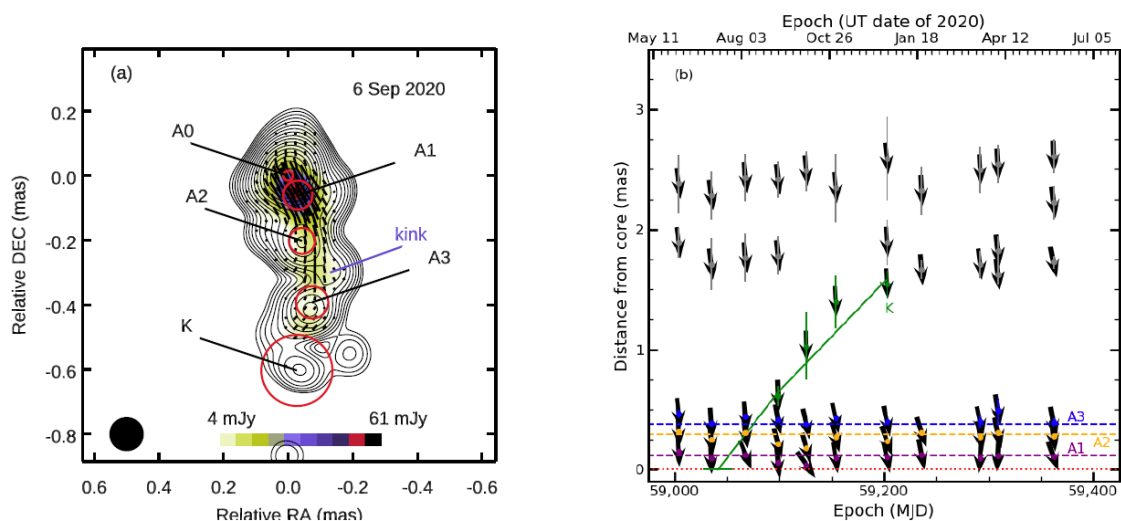 (a)
6 Sep 2020
A0
A1
A2
kink
A3
K
4 mJy
61 mJy
0.2
0.0
-0.2
-0.4
-0.6
-0.8
Relative DEC (mas)
0.6
0.4
0.2
0.0
-0.2
-0.4
-0.6
Relative RA (mas)
Epoch (UT date of 2020)
May 11
Aug 03
Oct 26
Jan 18
Apr 12
Jul 05
(b)
3
2
1
0
Distance from core (mas)
K
A3
A2
A1
59,000
59,200
59,400
Epoch (MJD)